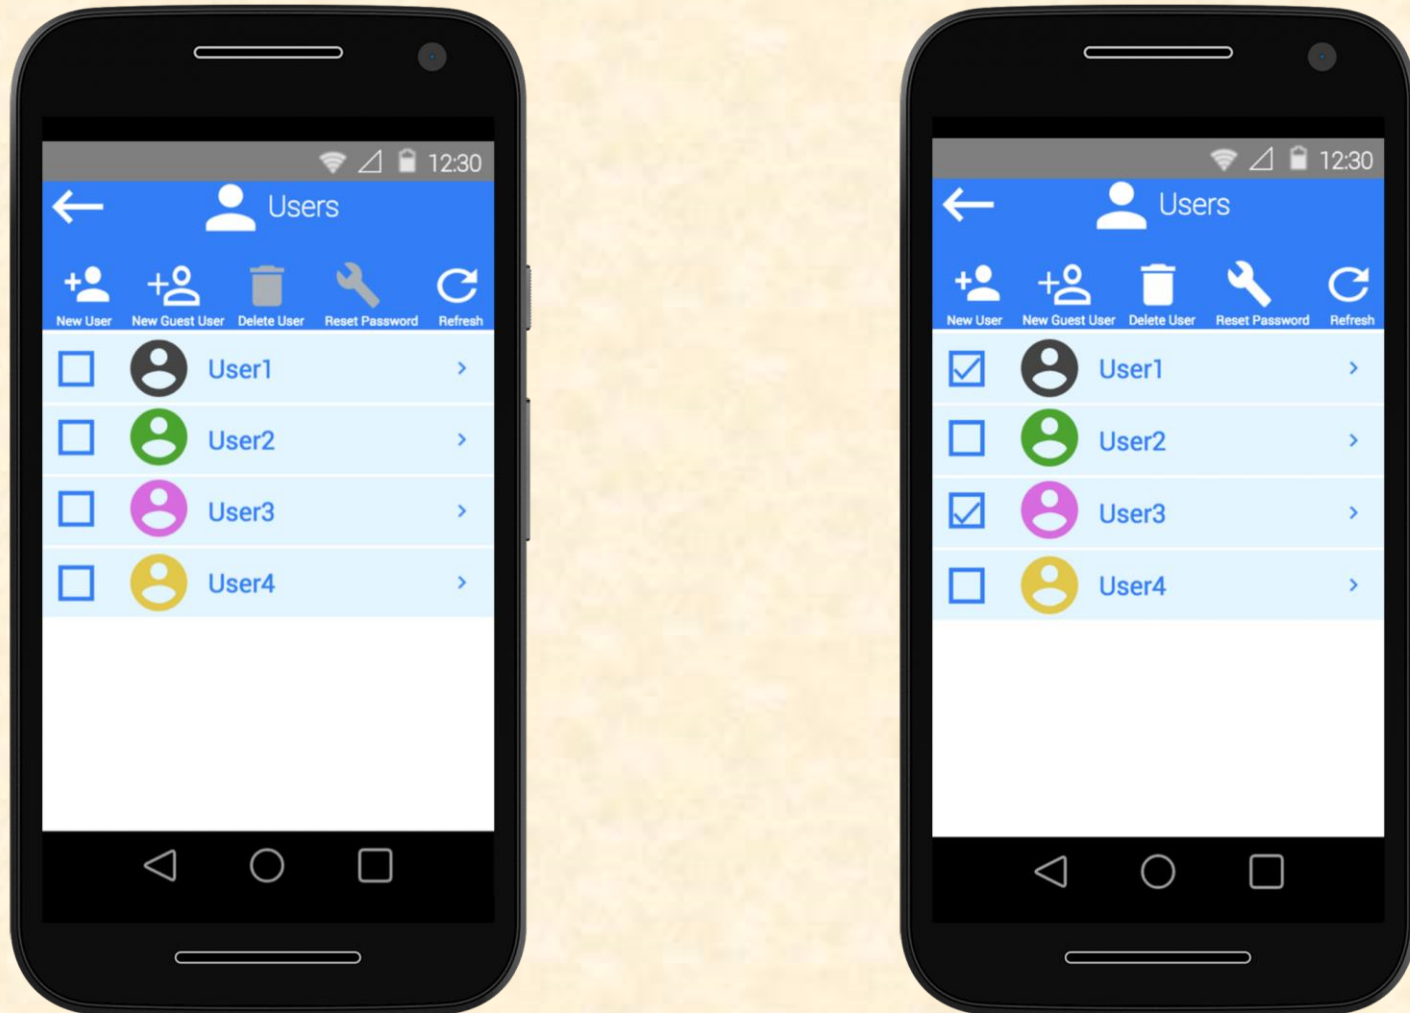 12:30
Users
New User New Guest User Delete User Reset Password Refresh
User1
User2
User3
User4
12:30
Users
New User New Guest User Delete User Reset Password Refresh
User1
User2
User3
User4